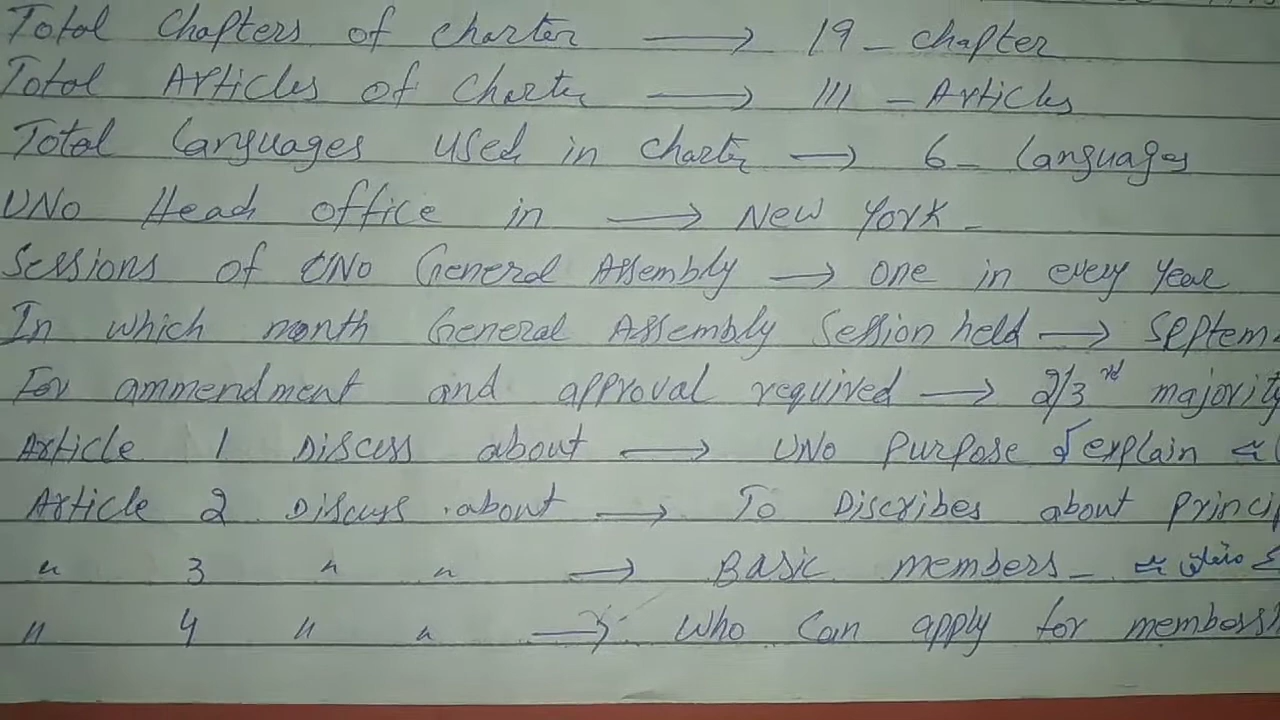 Total Chapters of charter → 19 - chapter
Total Articles of Charter → 111 - Articles
Total Languages used in charter → 6 - Languages
UNO Head office in → New York -
Sessions of UNO General Assembly → one in every year
In which month General Assembly Session held → Septem
For ammendment and approval required → 2/3rd majority
Article 1 Discuss about → UNO Purpose explain
Article 2 Discuss about → To Discribes about princip
" 3 " " → Basic members -
" 4 " " → Who can apply for members